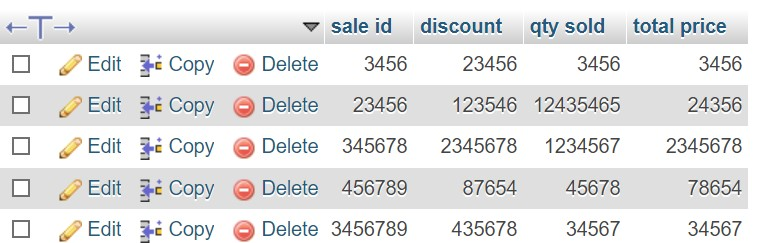 sale id discount qty sold total price
Edit Copy Delete 3456 23456 3456 3456
Edit Copy Delete 23456 123546 12435465 24356
Edit Copy Delete 345678 2345678 1234567 2345678
Edit Copy Delete 456789 87654 45678 78654
Edit Copy Delete 3456789 435678 34567 34567